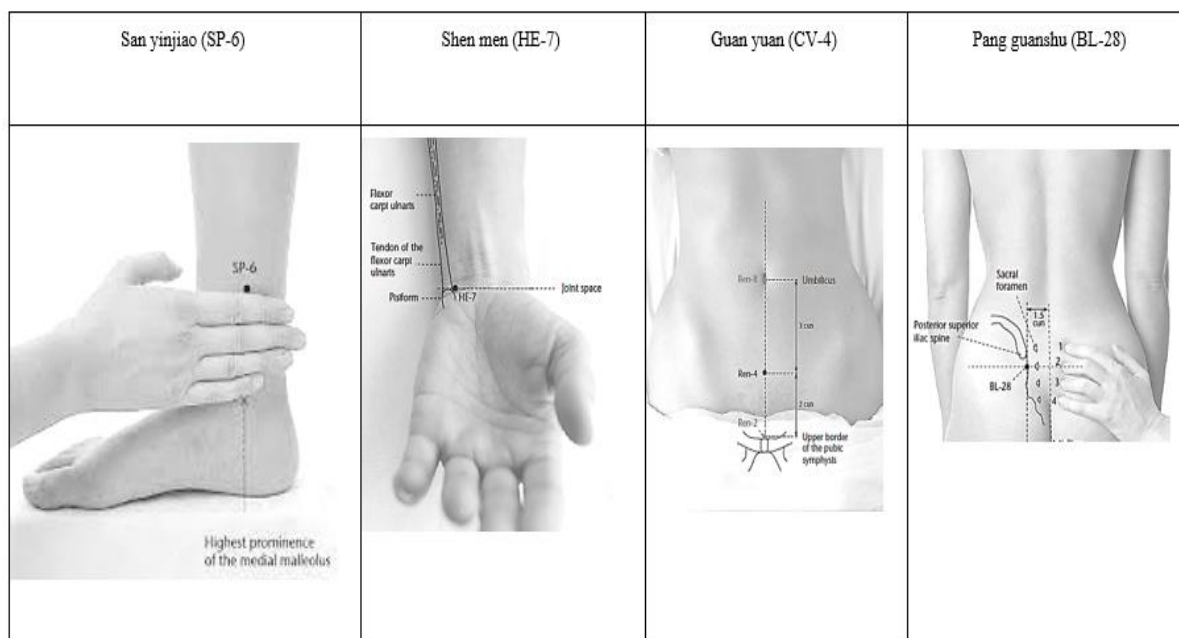 San yinjiao (SP-6)
Shen men (HE-7)
Guan yuan (CV-4)
Pang guanshu (BL-28)
SP-6
Highest prominence
of the medial malleolus
Flexor
carpi ulnaris
Tendon of the
flexor carpi
ulnaris
Pisiform
HE-7
Joint space
Ren-8
Umbilicus
3 cun
Ren-4
2 cun
Ren-2
Upper border
of the pubic
symphysis
Sacral
foramen
1.5
cun
Posterior superior
iliac spine
BL-28
1
2
3
4